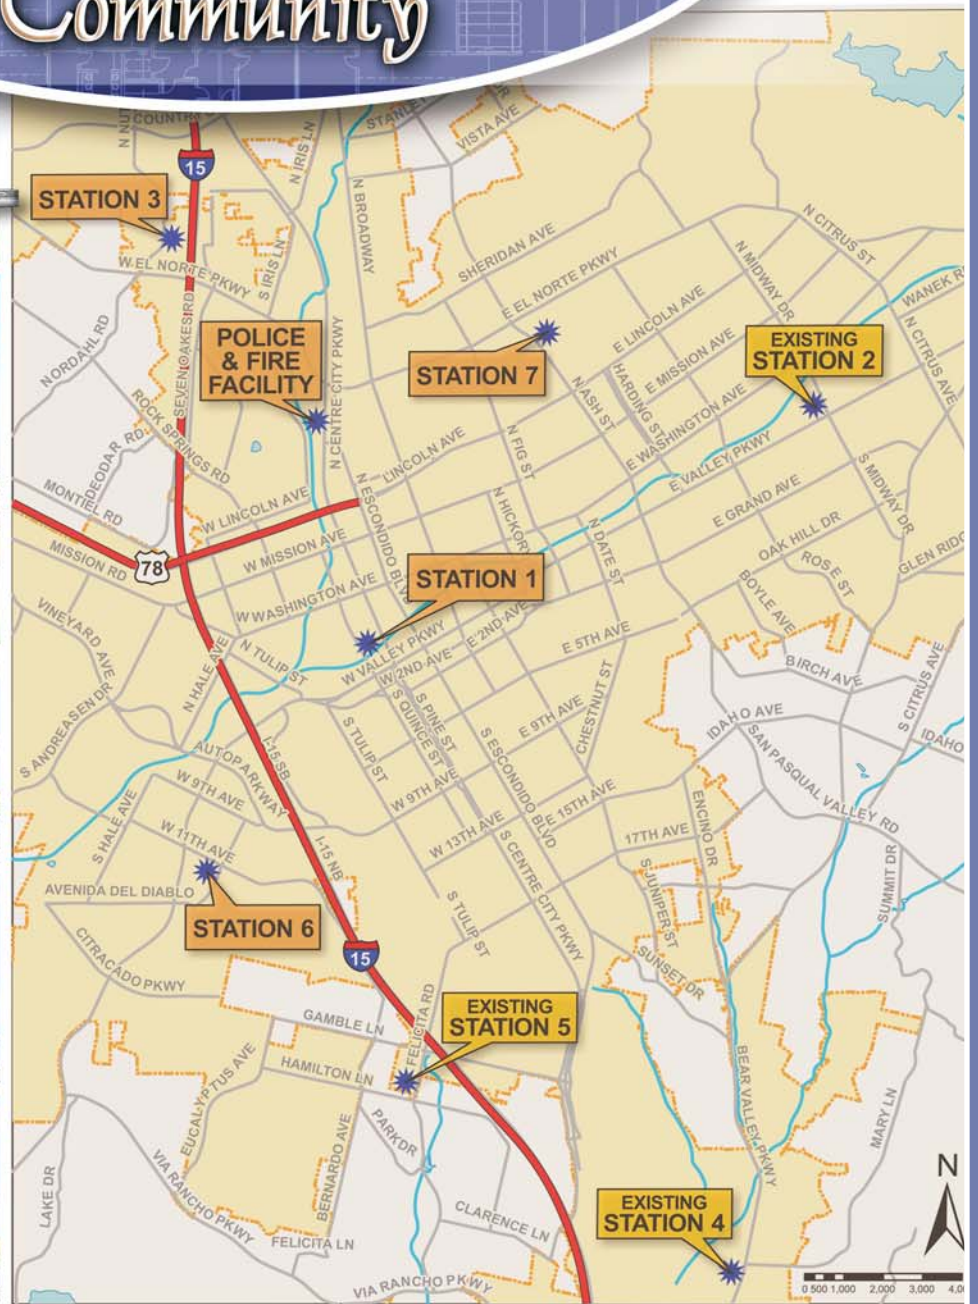 Community
COUNTRY
STANLEY
VISTA AVE
N IRIS LN
15
STATION 3
N BROADWAY
SHERIDAN AVE
N CITRUS ST
W EL NORTE PKWY
S IRIS LN
E EL NORTE PKWY
N MIDWAY DR
WANEK
SEVEN OAKES RD
NORDAHL RD
POLICE
& FIRE
FACILITY
N CENTRE CITY PKWY
STATION 7
E LINCOLN AVE
E MISSION AVE
EXISTING
STATION 2
N CITRUS AVE
HARDING ST
N NASH ST
E WASHINGTON AVE
ROCK SPRINGS RD
DEODAR RD
LINCOLN AVE
N FIG ST
E VALLEY PKWY
S MIDWAY DR
MONTIEL RD
W LINCOLN AVE
N ESCONDIDO BLVD
N HICKORY
E GRAND AVE
MISSION RD
78
W MISSION AVE
N DATE ST
OAK HILL DR
ROSE ST
GLEN RIDG
STATION 1
W WASHINGTON AVE
BOYLE AVE
VINEYARD AVE
N HALE AVE
N TULIP ST
W VALLEY PKWY
W 2ND AVE
E 2ND AVE
E 5TH AVE
BIRCH AVE
S CITRUS AVE
S ANDREASEN DR
S TULIP ST
S QUINCE ST
S PINE ST
E 9TH AVE
CHESTNUT ST
IDAHO AVE
IDAHO
I-15 SB
AUTOPARKWAY
S ESCONDIDO BLVD
SAN PASQUAL VALLEY RD
W 9TH AVE
W 9TH AVE
E 15TH AVE
ENCINO DR
S HALE AVE
W 11TH AVE
I-15 NB
W 13TH AVE
17TH AVE
AVENIDA DEL DIABLO
S CENTRE CITY PKWY
S JUNIPER ST
SUMMIT DR
STATION 6
S TULIP ST
CITRACADO PKWY
15
SUNSET DR
FELICITA RD
EXISTING
STATION 5
GAMBLE LN
HAMILTON LN
EUCALYPTUS AVE
BEAR VALLEY PKWY
PARK DR
MARY LN
BERNARDO AVE
LAKE DR
VIA RANCHO PKWY
N
EXISTING
STATION 4
CLARENCE LN
FELICITA LN
VIA RANCHO PKWY
0 500 1,000 2,000 3,000 4,0